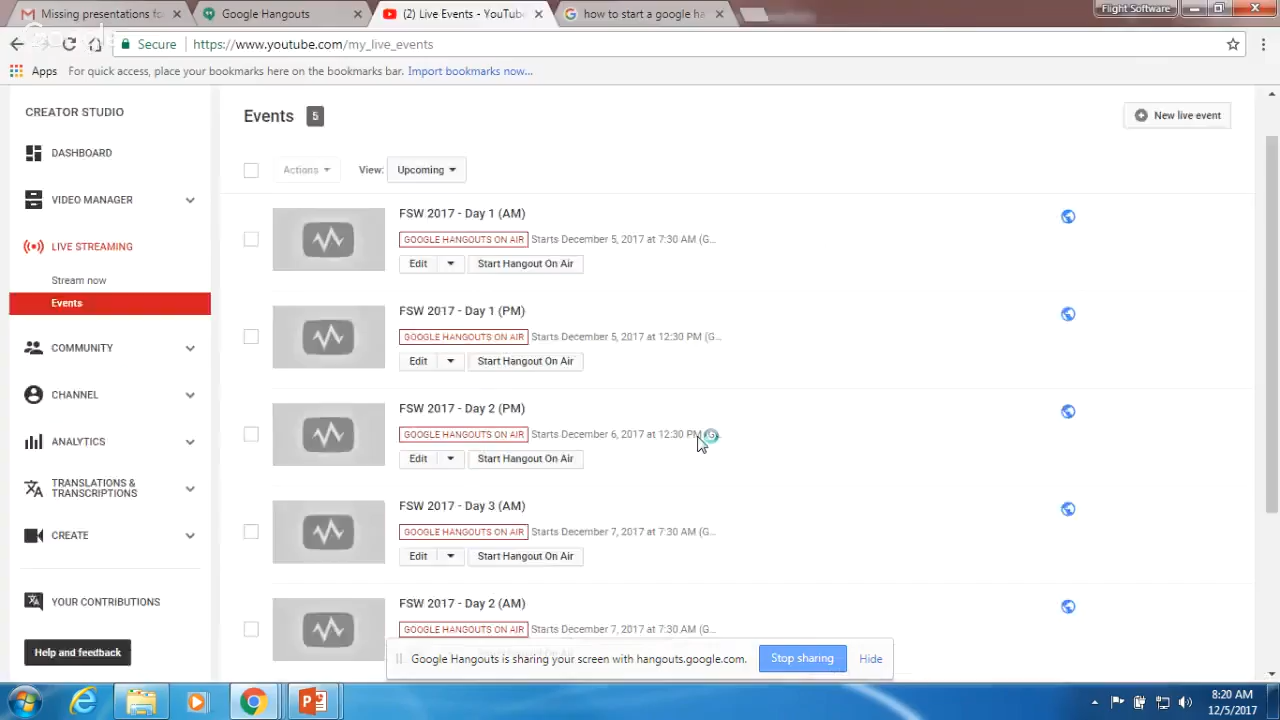 Missing presentations fo
Google Hangouts
(2) Live Events - YouTube
how to start a google ha
Flight Software
Secure
https://www.youtube.com/my_live_events
Apps
For quick access, place your bookmarks here on the bookmarks bar. Import bookmarks now...
CREATOR STUDIO
DASHBOARD
VIDEO MANAGER
LIVE STREAMING
Stream now
Events
COMMUNITY
CHANNEL
ANALYTICS
TRANSLATIONS &
TRANSCRIPTIONS
CREATE
YOUR CONTRIBUTIONS
Help and feedback
Events 5
New live event
Actions
View: Upcoming
FSW 2017 - Day 1 (AM)
GOOGLE HANGOUTS ON AIR Starts December 5, 2017 at 7:30 AM (G...
Edit Start Hangout On Air
FSW 2017 - Day 1 (PM)
GOOGLE HANGOUTS ON AIR Starts December 5, 2017 at 12:30 PM (G...
Edit Start Hangout On Air
FSW 2017 - Day 2 (PM)
GOOGLE HANGOUTS ON AIR Starts December 6, 2017 at 12:30 PM
Edit Start Hangout On Air
FSW 2017 - Day 3 (AM)
GOOGLE HANGOUTS ON AIR Starts December 7, 2017 at 7:30 AM (G...
Edit Start Hangout On Air
FSW 2017 - Day 2 (AM)
GOOGLE HANGOUTS ON AIR Starts December 7, 2017 at 7:30 AM (G...
Google Hangouts is sharing your screen with hangouts.google.com.
Stop sharing
Hide
8:20 AM
12/5/2017